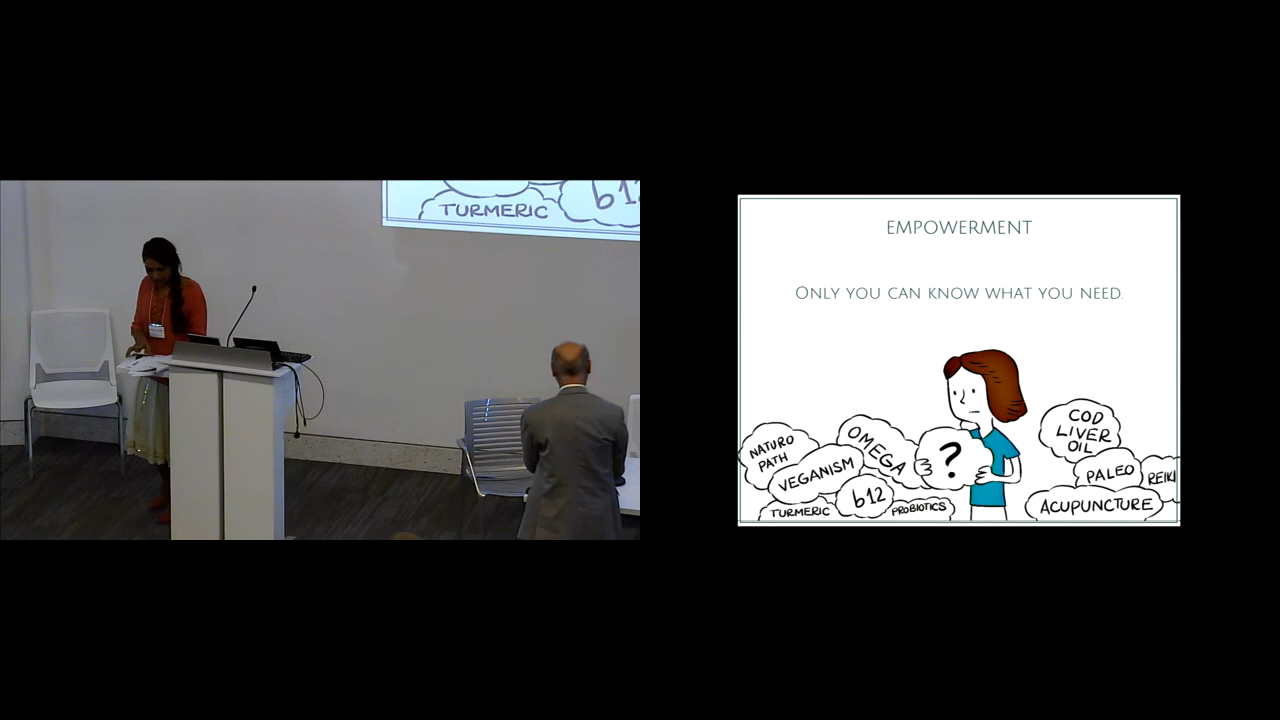 TURMERIC
b12
EMPOWERMENT
ONLY YOU CAN KNOW WHAT YOU NEED.
NATURO
PATH
VEGANISM
OMEGA
b12
TURMERIC
PROBIOTICS
?
COD
LIVER
OIL
PALEO
REIKI
ACUPUNCTURE